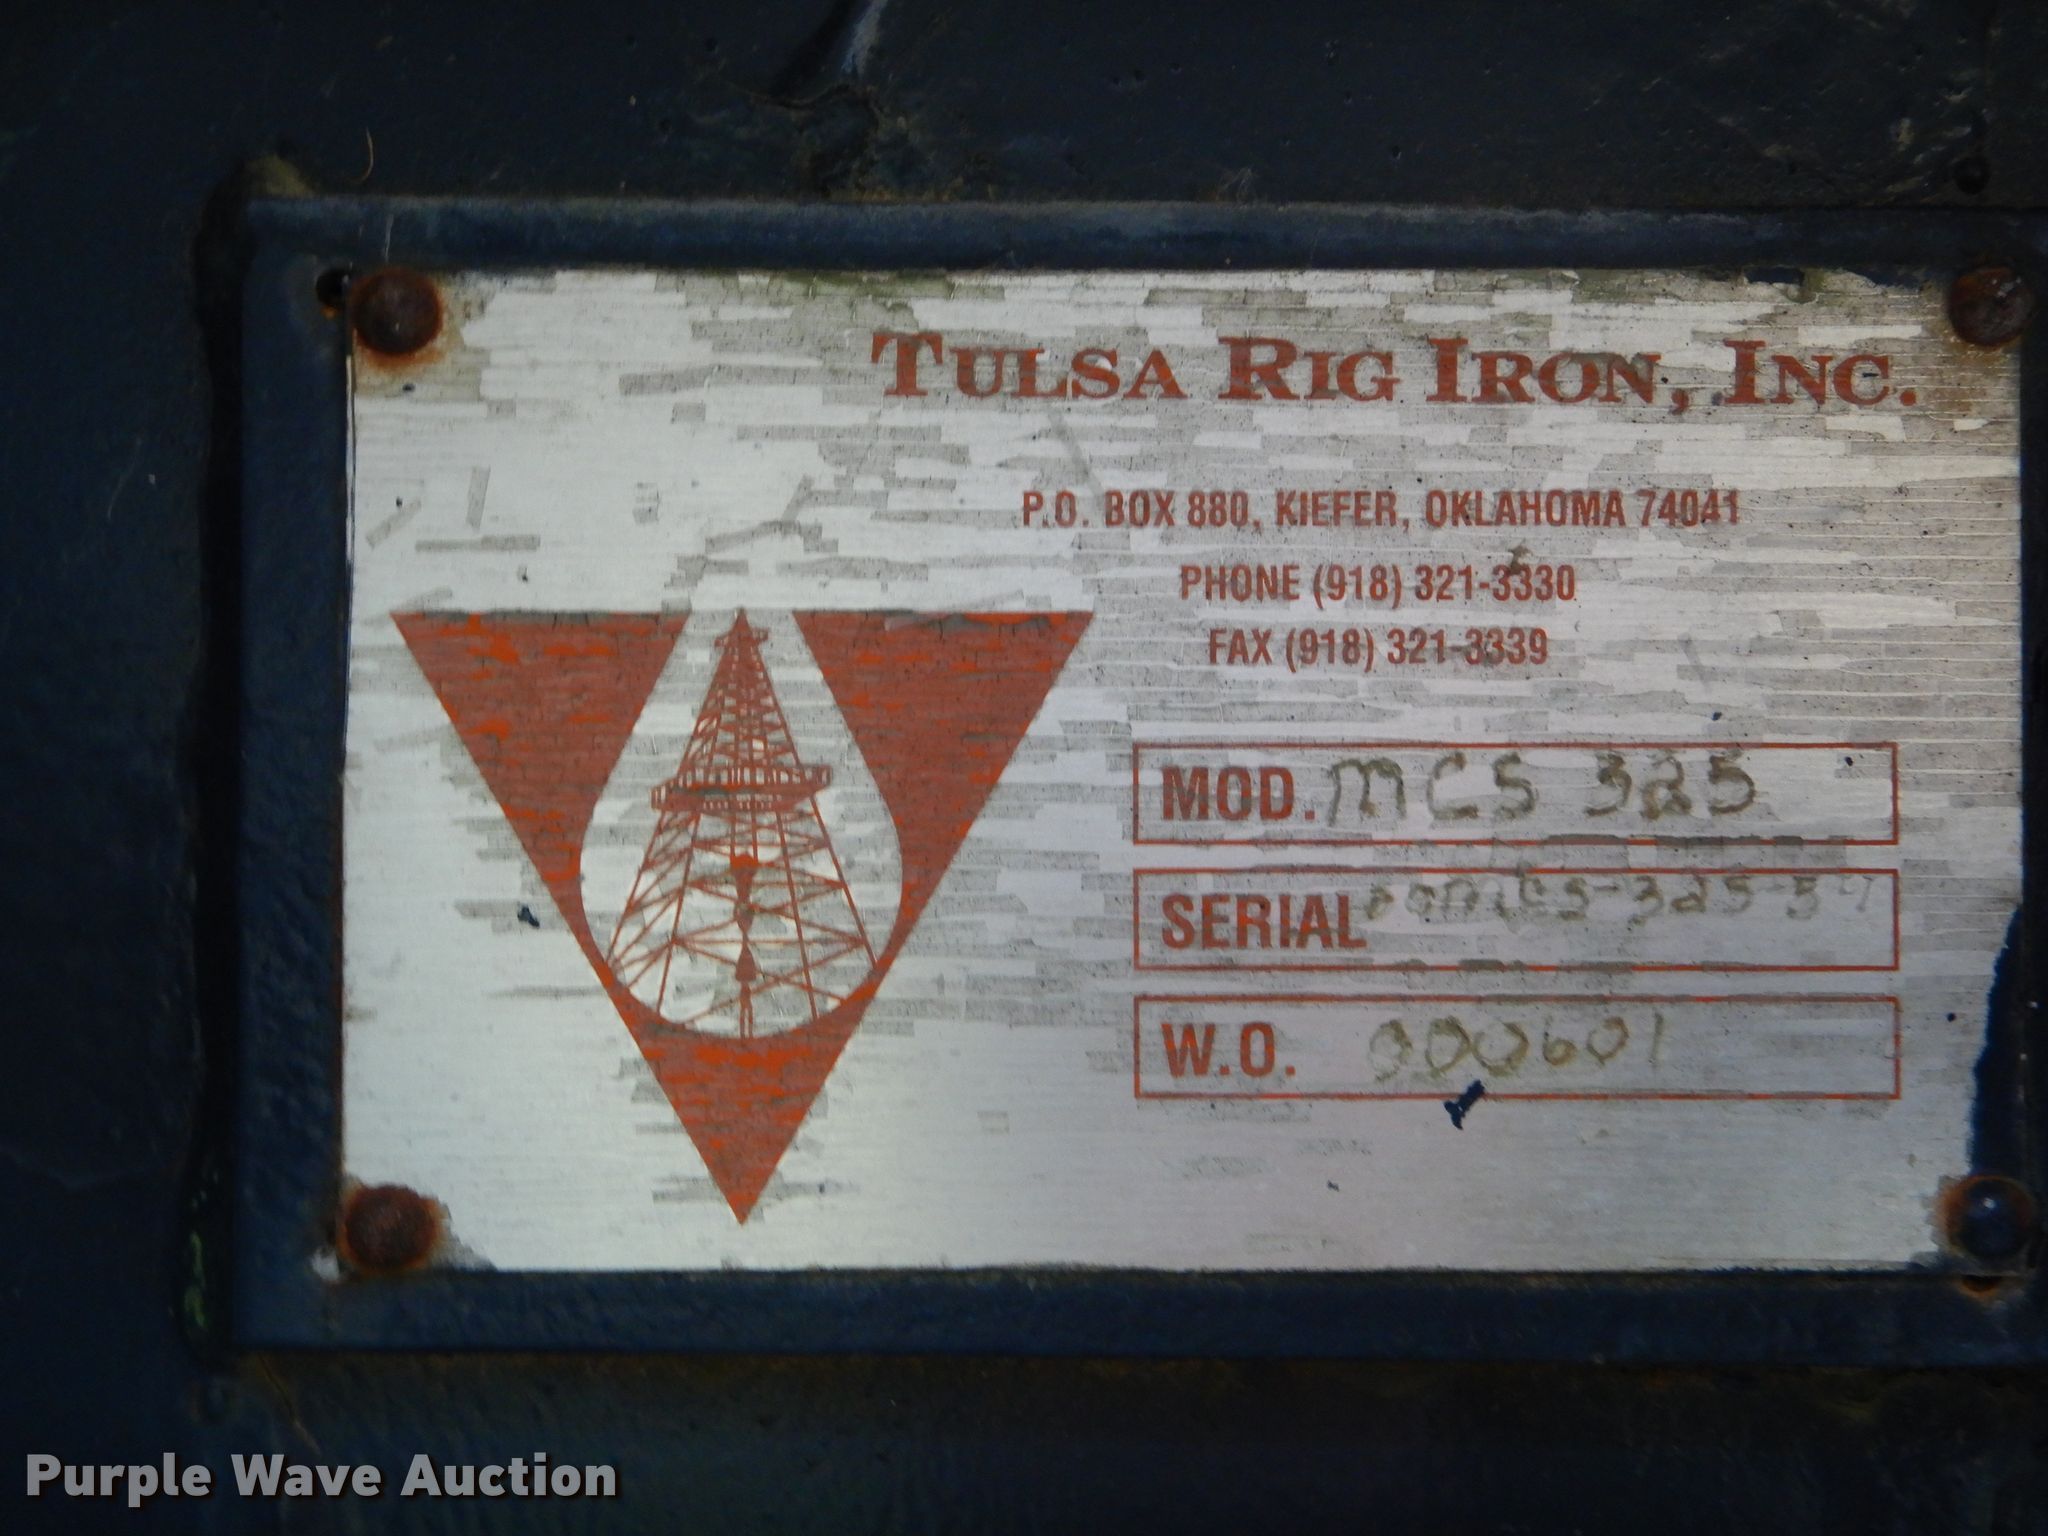 TULSA RIG IRON, INC.
P.O. BOX 880, KIEFER, OKLAHOMA 74041
PHONE (918) 321-3330
FAX (918) 321-3339
MOD. MCS 325
SERIAL
W.O. 000601
Purple Wave Auction